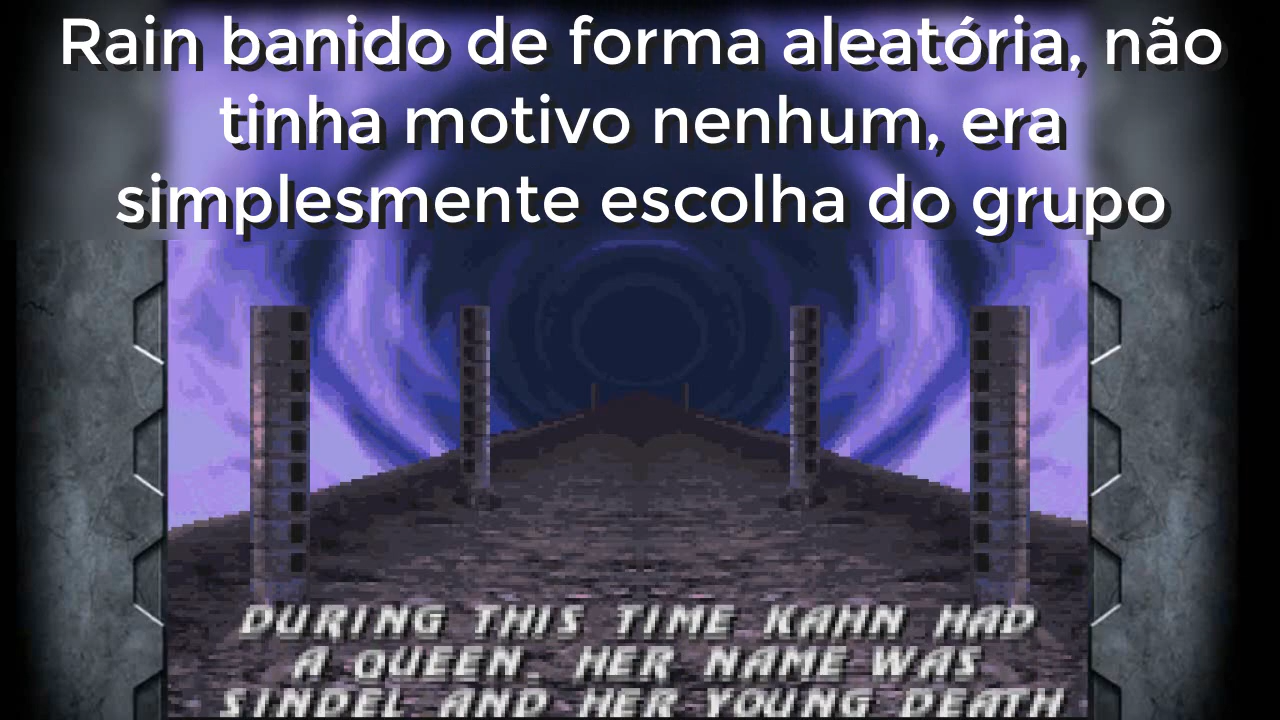 Rain banido de forma aleatória, não
tinha motivo nenhum, era
simplesmente escolha do grupo
DURING THIS TIME KAHN HAD
A QUEEN. HER NAME WAS
SINDEL AND HER YOUNG DEATH